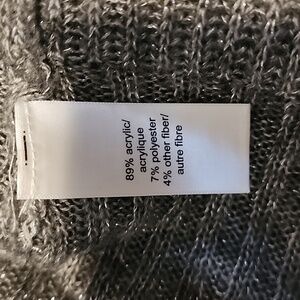 89% acrylic/
acrylique
7% polyester
4% other fiber/
autre fibre